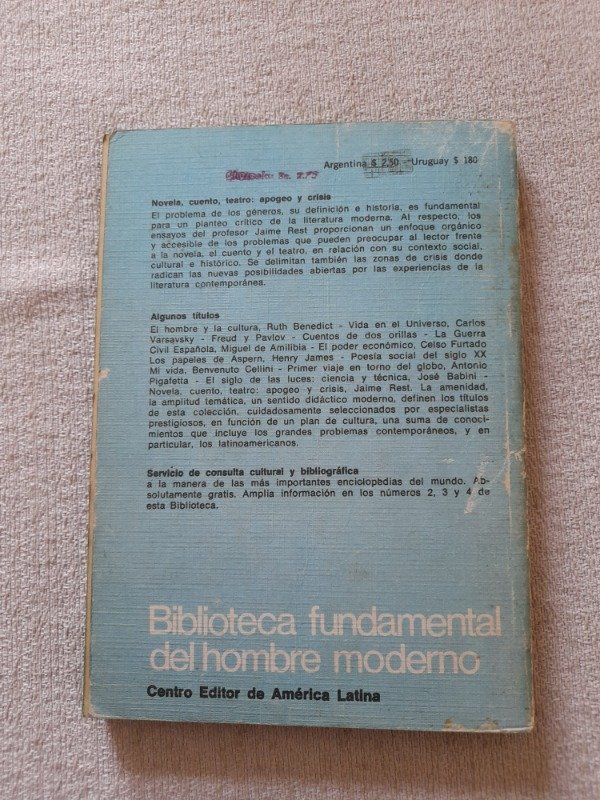 Argentina $ 2,50 - Uruguay $ 180
Novela, cuento, teatro: apogeo y crisis
El problema de los géneros, su definición e historia, es fundamental
para un planteo crítico de la literatura moderna. Al respecto, los
ensayos del profesor Jaime Rest proporcionan un enfoque orgánico
y accesible de los problemas que pueden preocupar al lector frente
a la novela, el cuento y el teatro, en relación con su contexto social,
cultural e histórico. Se delimitan también las zonas de crisis donde
radican las nuevas posibilidades abiertas por las experiencias de la
literatura contemporánea.
Algunos títulos
El hombre y la cultura, Ruth Benedict - Vida en el Universo, Carlos
Varsavsky - Freud y Pavlov - Cuentos de dos orillas - La Guerra
Civil Española, Miguel de Amilibia - El poder económico, Celso Furtado
Los papeles de Aspern, Henry James - Poesía social del siglo XX
Mi vida, Benvenuto Cellini - Primer viaje en torno del globo, Antonio
Pigafetta - El siglo de las luces: ciencia y técnica, José Babini -
Novela, cuento, teatro: apogeo y crisis, Jaime Rest. La amenidad,
la amplitud temática, un sentido didáctico moderno, definen los títulos
de esta colección, cuidadosamente seleccionados por especialistas
prestigiosos, en función de un plan de cultura, una suma de conoci-
mientos que incluye los grandes problemas contemporáneos, y en
particular, los latinoamericanos.
Servicio de consulta cultural y bibliográfica
a la manera de las más importantes enciclopedias del mundo. Ab-
solutamente gratis. Amplia información en los números 2, 3 y 4 de
esta Biblioteca.
Biblioteca fundamental
del hombre moderno
Centro Editor de América Latina